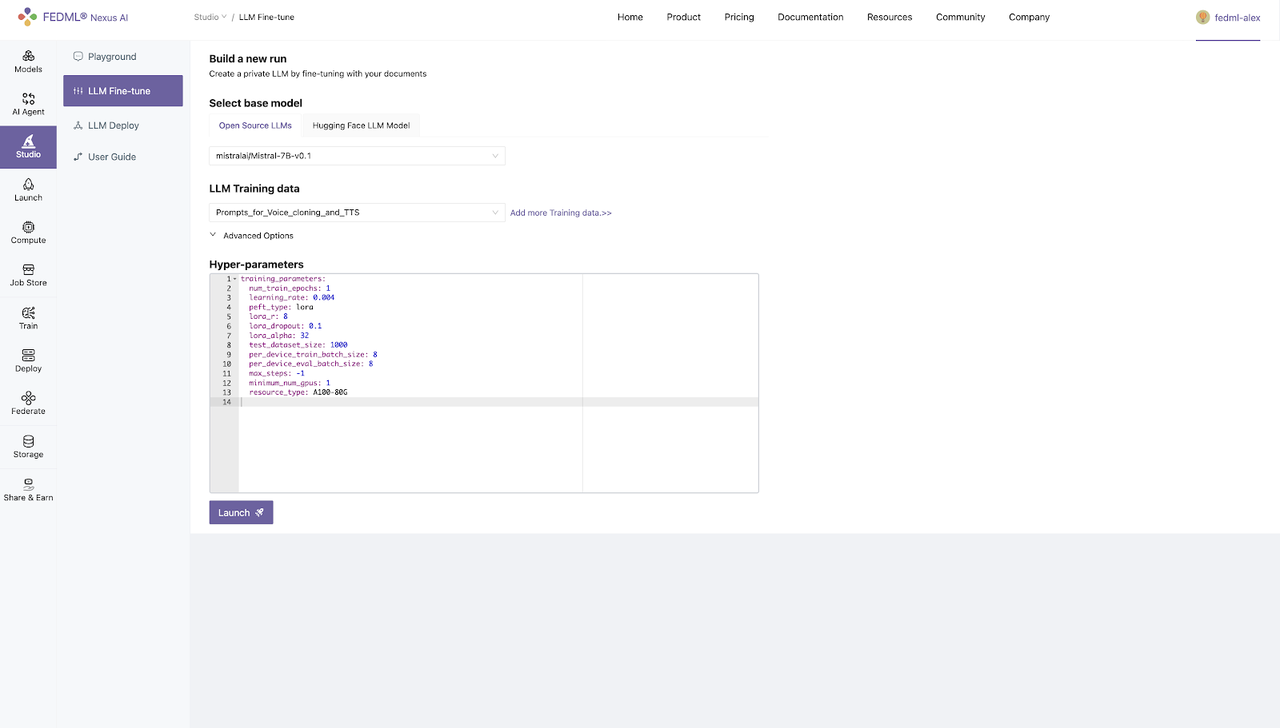 FEDML® Nexus AI
Studio / LLM Fine-tune
Home Product Pricing Documentation Resources Community Company
fedml-alex
Models
AI Agent
Studio
Launch
Compute
Job Store
Train
Deploy
Federate
Storage
Share & Earn
Playground
LLM Fine-tune
LLM Deploy
User Guide
Build a new run
Create a private LLM by fine-tuning with your documents
Select base model
Open Source LLMs Hugging Face LLM Model
mistralai/Mistral-7B-v0.1
LLM Training data
Prompts_for_Voice_cloning_and_TTS Add more Training data.>>
Advanced Options
Hyper-parameters
1 training_parameters:
2 num_train_epochs: 1
3 learning_rate: 0.004
4 peft_type: lora
5 lora_r: 8
6 lora_dropout: 0.1
7 lora_alpha: 32
8 test_dataset_size: 1000
9 per_device_train_batch_size: 8
10 per_device_eval_batch_size: 8
11 max_steps: -1
12 minimum_num_gpus: 1
13 resource_type: A100-80G
14
Launch